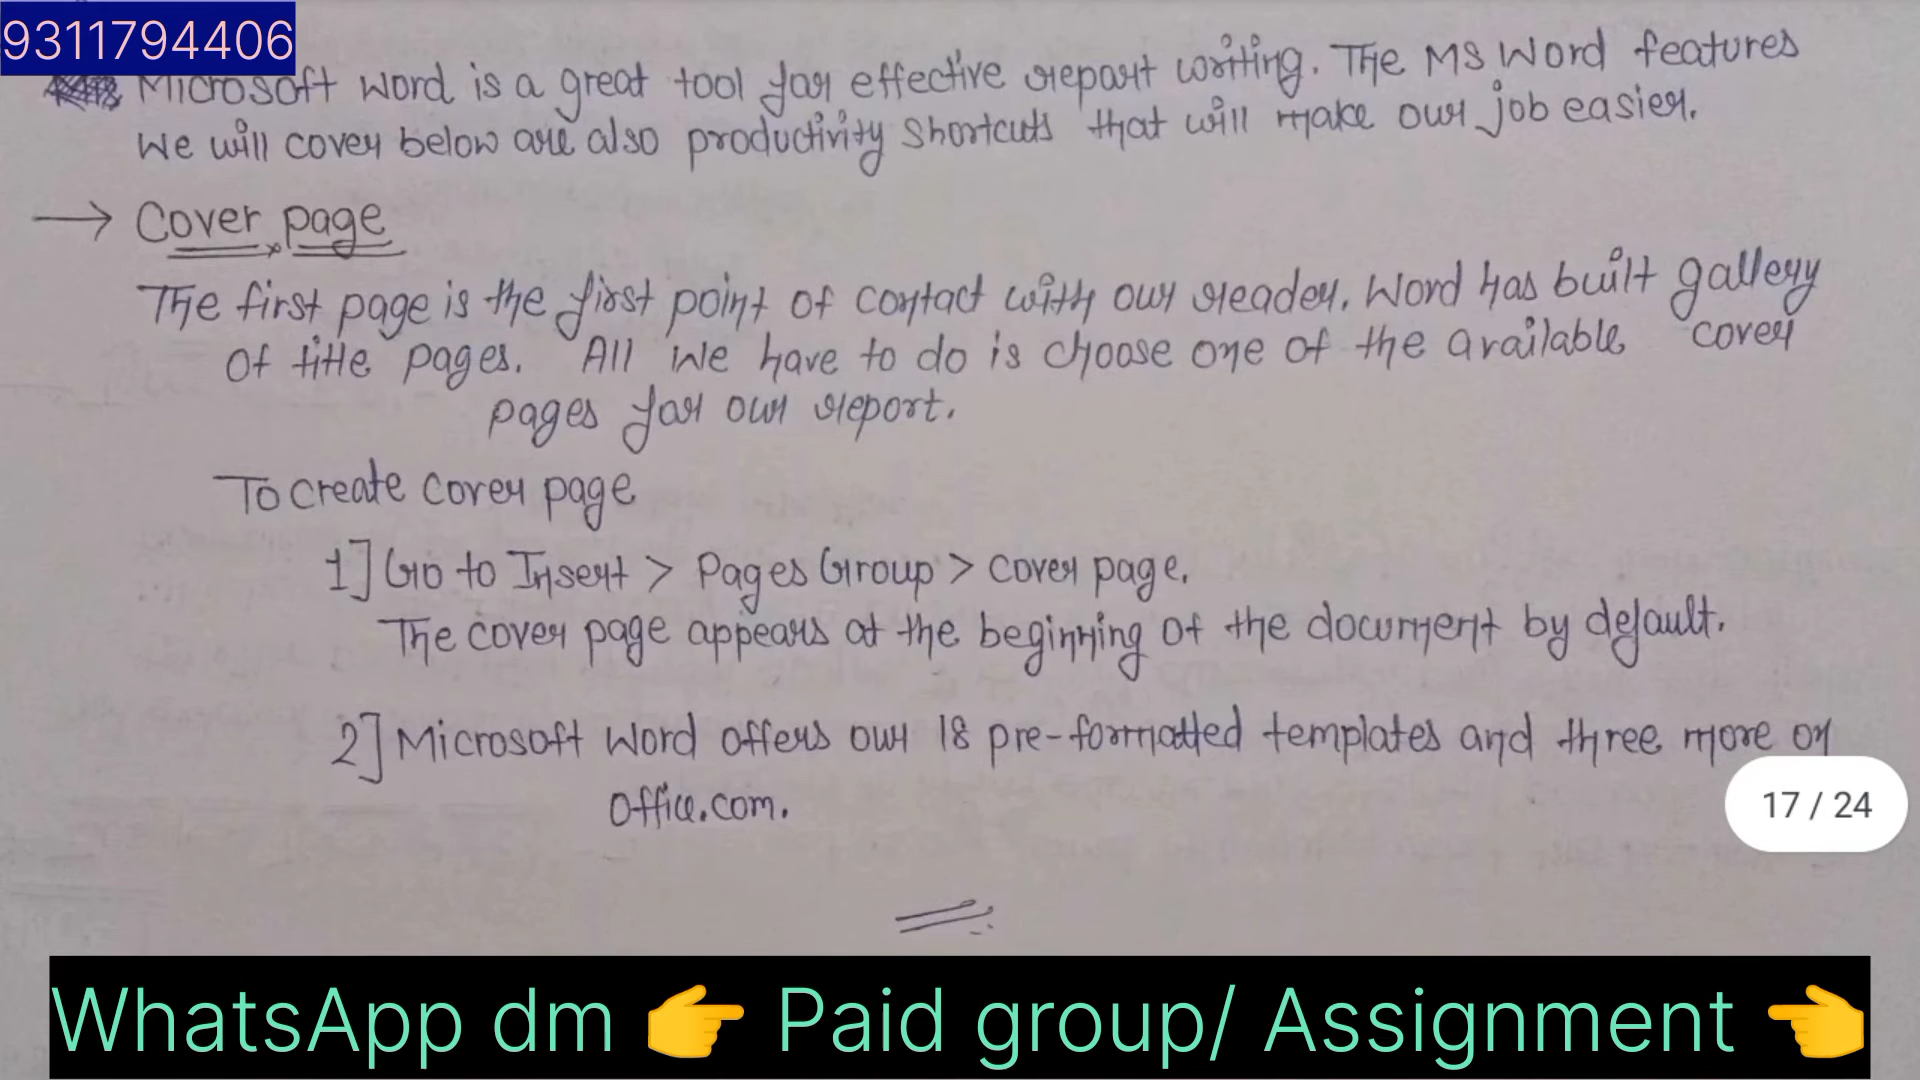 9311794406
Microsoft Word is a great tool for effective report writing. The MS Word features
We will cover below are also productivity Shortcuts that will make our job easier.
→ Cover page
The first page is the first point of contact with our reader. Word has built gallery
of title pages. All we have to do is choose one of the available cover
pages for our report.
To create cover page
1] Go to Insert > Pages Group > cover page.
The cover page appears at the beginning of the document by default.
2] Microsoft Word offers our 18 pre-formatted templates and three more on
Office.com.
17 / 24
WhatsApp dm 👉 Paid group/ Assignment 👈